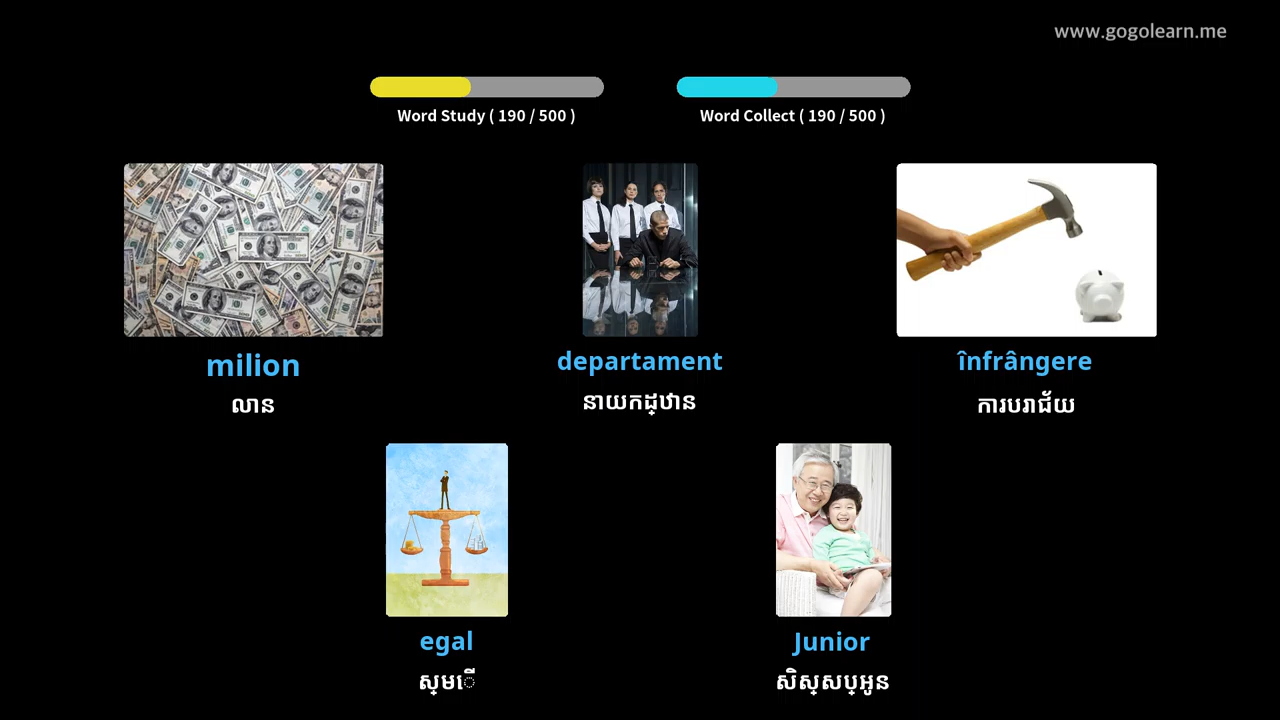 www.gogolearn.me
Word Study ( 190 / 500 )
Word Collect ( 190 / 500 )
milion
លាន
departament
នាយកដ្ឋាន
înfrângere
ការបរាជ័យ
egal
ស្មើ
Junior
សិស្សប្អូន